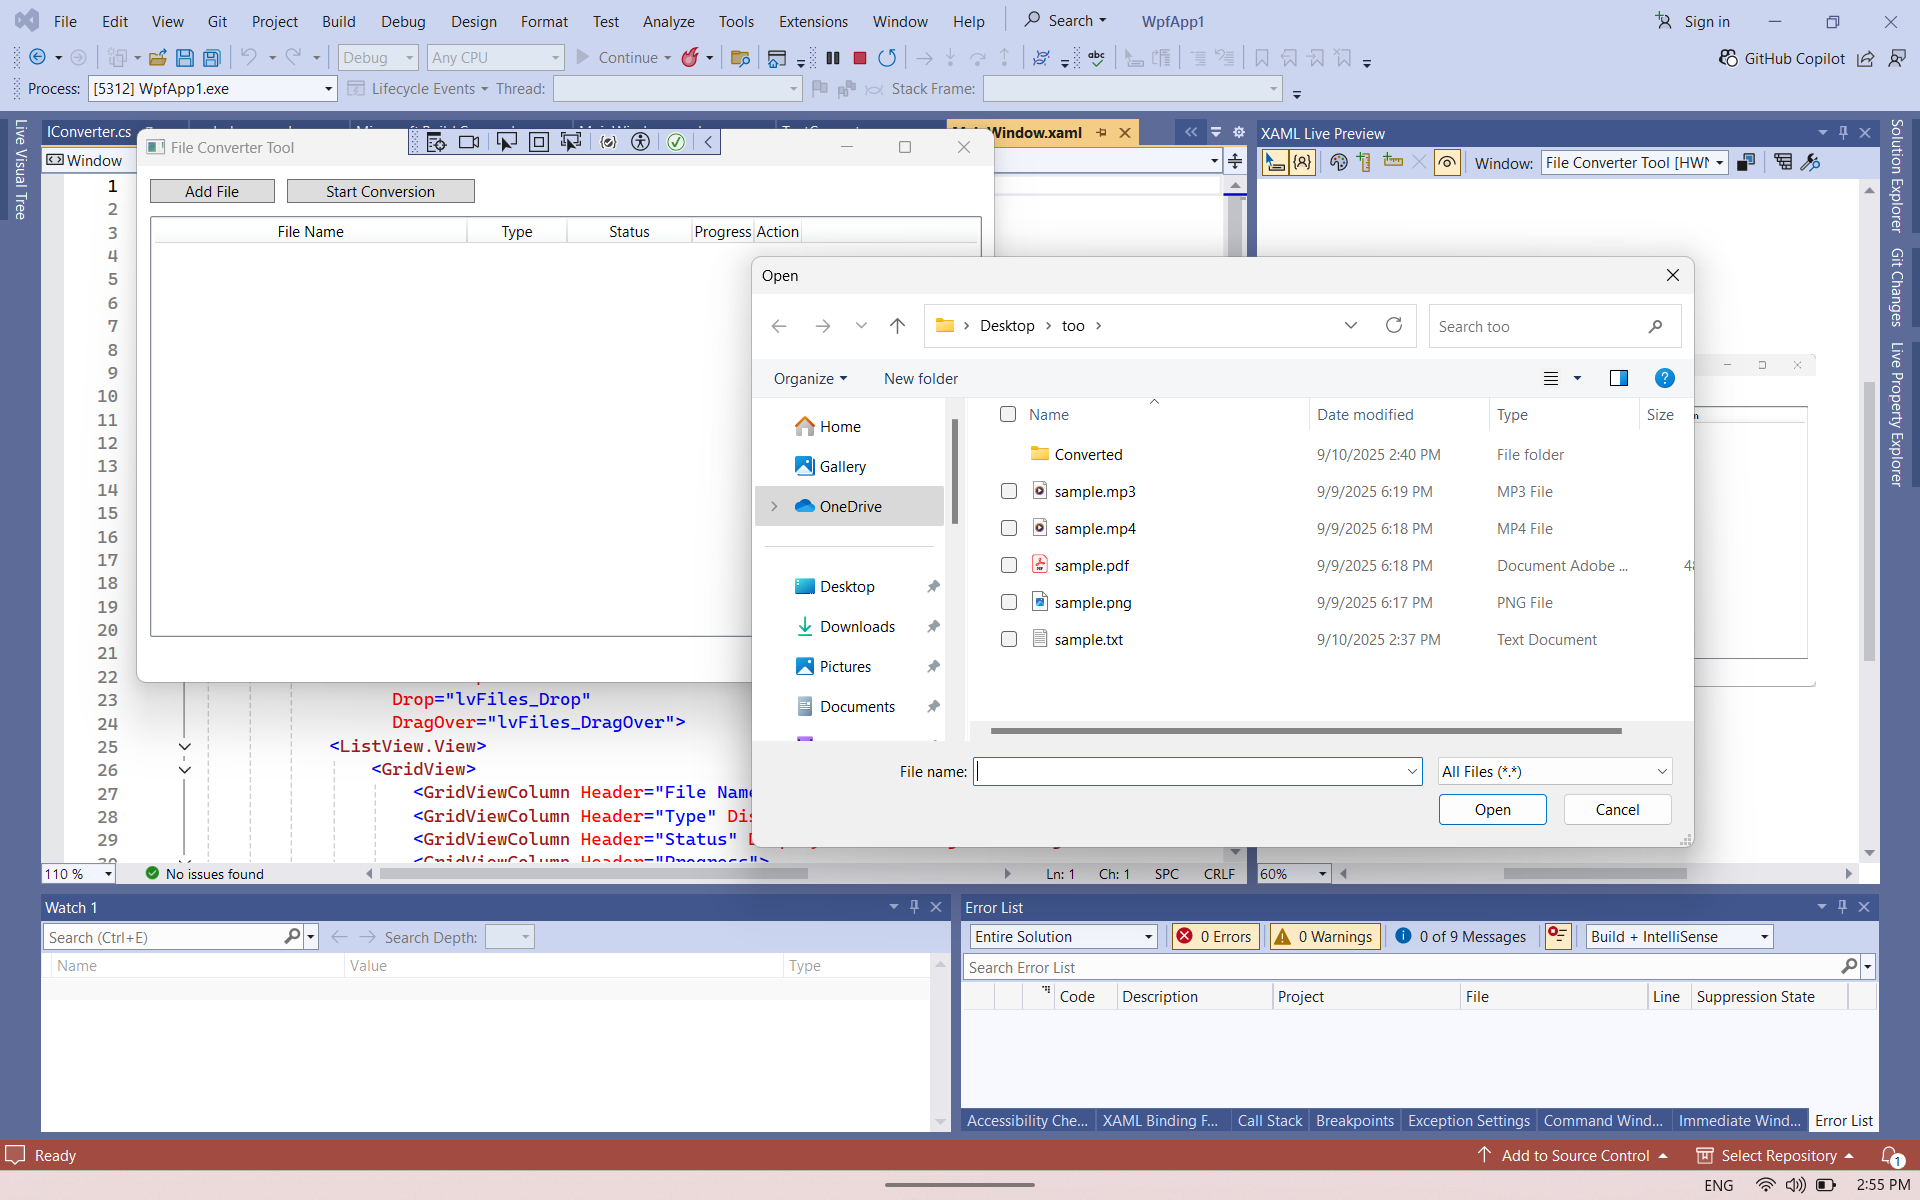 File Edit View Git Project Build Debug Design Format Test Analyze Tools Extensions Window Help Search WpfApp1 Sign in
Debug Any CPU Continue abc GitHub Copilot
Process: [5312] WpfApp1.exe Lifecycle Events Thread: Stack Frame:
Live Visual Tree
IConverter.cs
Window.xaml
Window
File Converter Tool
Add File Start Conversion
File Name Type Status Progress Action
XAML Live Preview
Window: File Converter Tool [HWN
Solution Explorer
Git Changes
Live Property Explorer
1
2
3
4
5
6
7
8
9
10
11
12
13
14
15
16
17
18
19
20
21
22
23 Drop="lvFiles_Drop"
24 DragOver="lvFiles_DragOver">
25 <ListView.View>
26 <GridView>
27 <GridViewColumn Header="File Name
28 <GridViewColumn Header="Type" Dis
29 <GridViewColumn Header="Status" D
<GridViewColumn Header="Progress">
Open
Desktop too
Search too
Organize New folder
Home
Gallery
OneDrive
Desktop
Downloads
Pictures
Documents
Name Date modified Type Size
Converted 9/10/2025 2:40 PM File folder
sample.mp3 9/9/2025 6:19 PM MP3 File
sample.mp4 9/9/2025 6:18 PM MP4 File
sample.pdf 9/9/2025 6:18 PM Document Adobe ... 48
sample.png 9/9/2025 6:17 PM PNG File
sample.txt 9/10/2025 2:37 PM Text Document
File name: All Files (*.*)
Open Cancel
110 % No issues found Ln: 1 Ch: 1 SPC CRLF
60%
Watch 1
Search (Ctrl+E) Search Depth:
Name Value Type
Error List
Entire Solution 0 Errors 0 Warnings 0 of 9 Messages Build + IntelliSense
Search Error List
Code Description Project File Line Suppression State
Accessibility Che... XAML Binding F... Call Stack Breakpoints Exception Settings Command Wind... Immediate Wind... Error List
Ready Add to Source Control Select Repository 1
ENG 2:55 PM